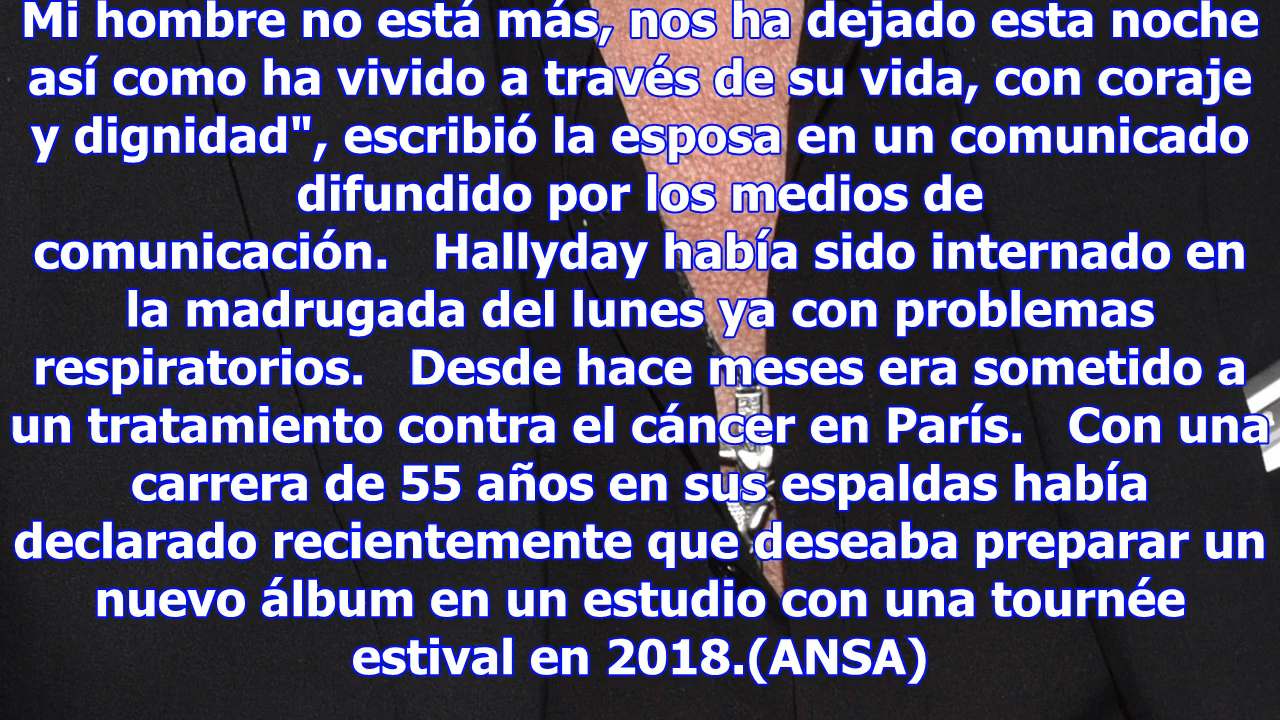 Mi hombre no está más, nos ha dejado esta noche
así como ha vivido a través de su vida, con coraje
y dignidad", escribió la esposa en un comunicado
difundido por los medios de
comunicación.   Hallyday había sido internado en
la madrugada del lunes ya con problemas
respiratorios.   Desde hace meses era sometido a
un tratamiento contra el cáncer en París.   Con una
carrera de 55 años en sus espaldas había
declarado recientemente que deseaba preparar un
nuevo álbum en un estudio con una tournée
estival en 2018.(ANSA)